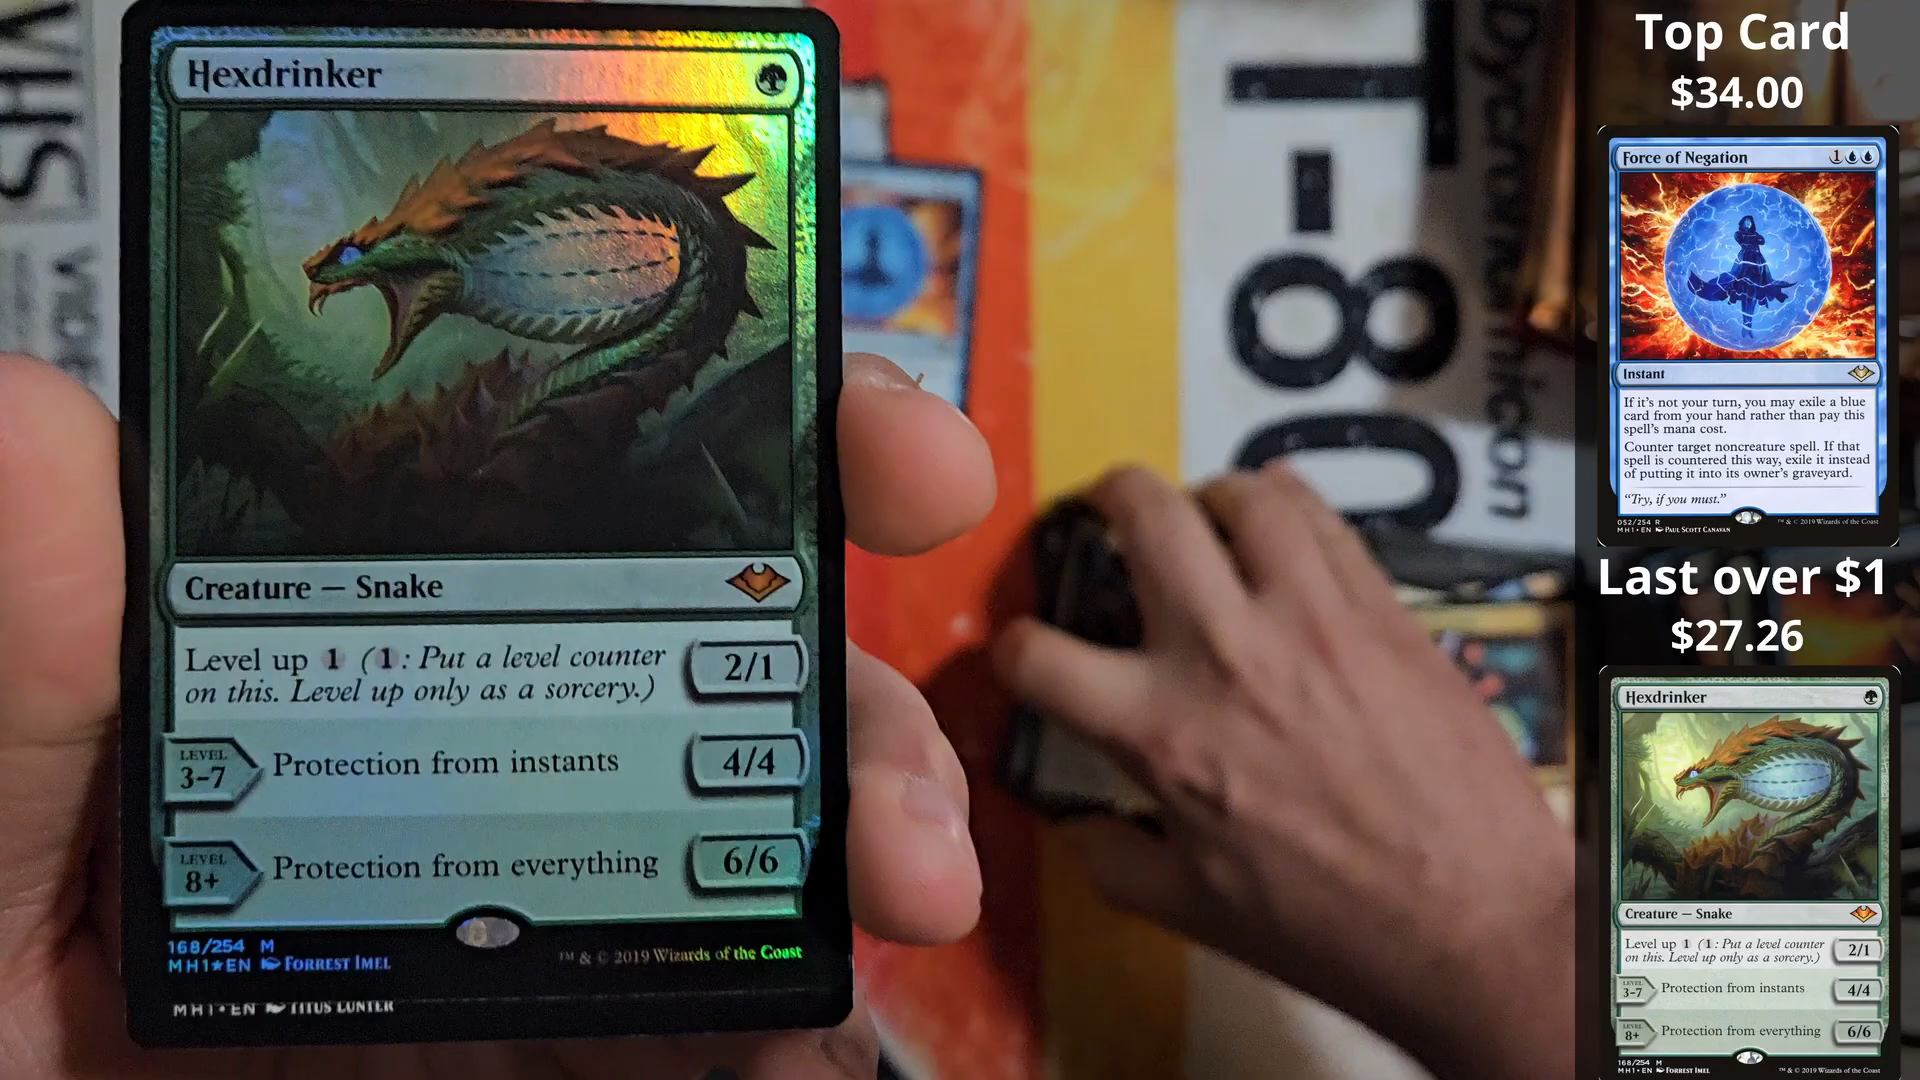 Hexdrinker
Creature — Snake
Level up 1 (1: Put a level counter
on this. Level up only as a sorcery.)
2/1
LEVEL
3-7
Protection from instants
4/4
LEVEL
8+
Protection from everything
6/6
168/254 M
MH1★EN FORREST IMEL
™ & © 2019 Wizards of the Coast
MH1•EN TITUS LUNTER
VHS
T-80
Top Card
$34.00
Force of Negation
1
Instant
If it's not your turn, you may exile a blue
card from your hand rather than pay this
spell's mana cost.
Counter target noncreature spell. If that
spell is countered this way, exile it instead
of putting it into its owner's graveyard.
"Try, if you must."
052/254 R
MH1•EN PAUL SCOTT CANAVAN
™ & © 2019 Wizards of the Coast
Last over $1
$27.26
Hexdrinker
Creature — Snake
Level up 1 (1: Put a level counter
on this. Level up only as a sorcery.)
2/1
LEVEL
3-7
Protection from instants
4/4
LEVEL
8+
Protection from everything
6/6
168/254 M
MH1•EN FORREST IMEL
™ & © 2019 Wizards of the Coast